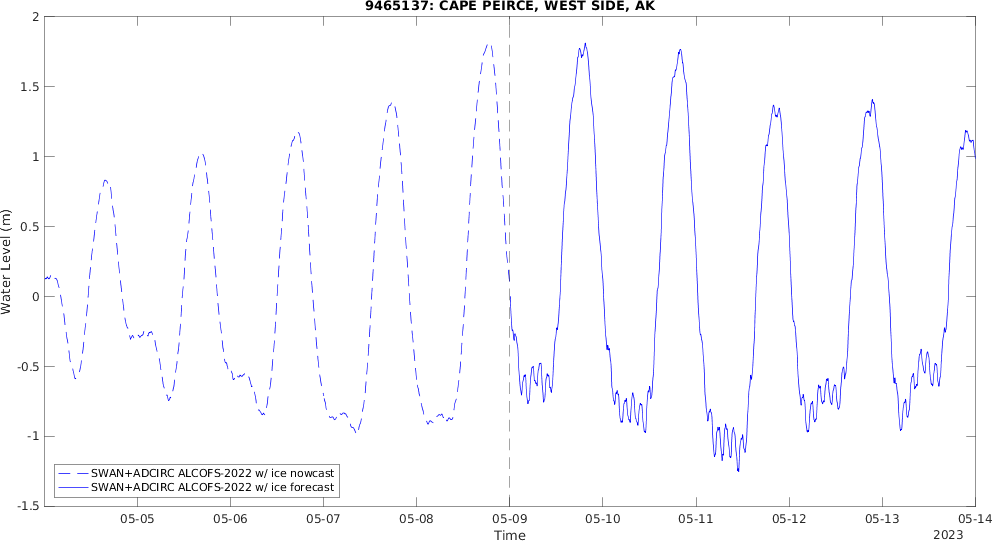 9465137: CAPE PEIRCE, WEST SIDE, AK
2
1.5
1
0.5
0
-0.5
-1
-1.5
Water Level (m)
SWAN+ADCIRC ALCOFS-2022 w/ ice nowcast
SWAN+ADCIRC ALCOFS-2022 w/ ice forecast
05-05 05-06 05-07 05-08 05-09 05-10 05-11 05-12 05-13 05-14
Time
2023